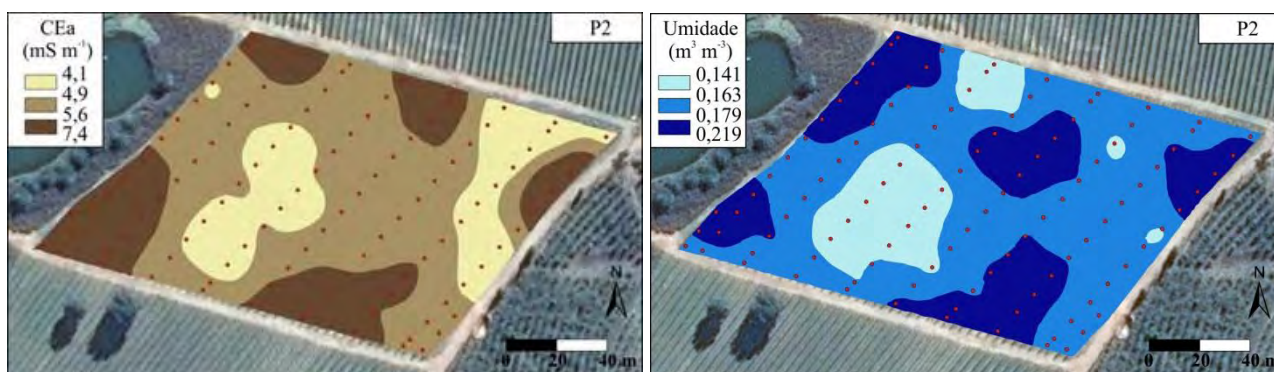 CEa
(mS m⁻¹)
4,1
4,9
5,6
7,4
P2
N
0 20 40 m
Umidade
(m³ m⁻³)
0,141
0,163
0,179
0,219
P2
N
0 20 40 m